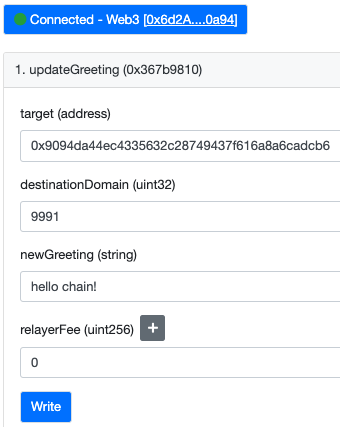 Connected - Web3 [0x6d2A....0a94]
1. updateGreeting (0x367b9810)
target (address)
0x9094da44ec4335632c28749437f616a8a6cadcb6
destinationDomain (uint32)
9991
newGreeting (string)
hello chain!
relayerFee (uint256) +
0
Write